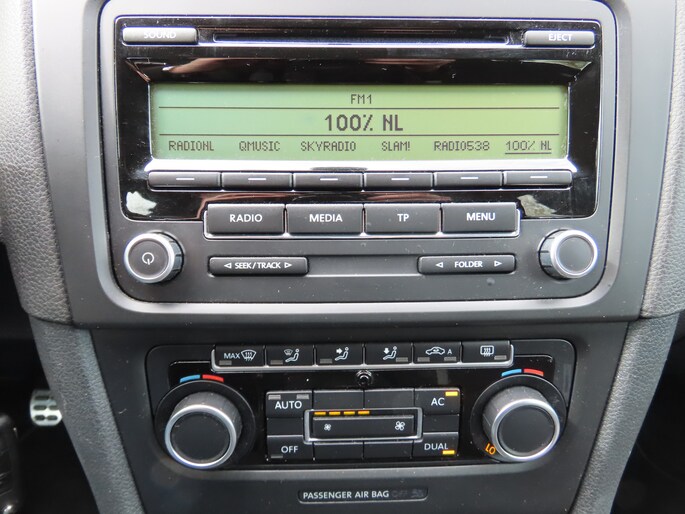 SOUND EJECT
FM1
100% NL
RADIONL QMUSIC SKYRADIO SLAM! RADIO538 100% NL
RADIO MEDIA TP MENU
SEEK/TRACK FOLDER
MAX A
AUTO AC
OFF DUAL
LO
PASSENGER AIR BAG OFF